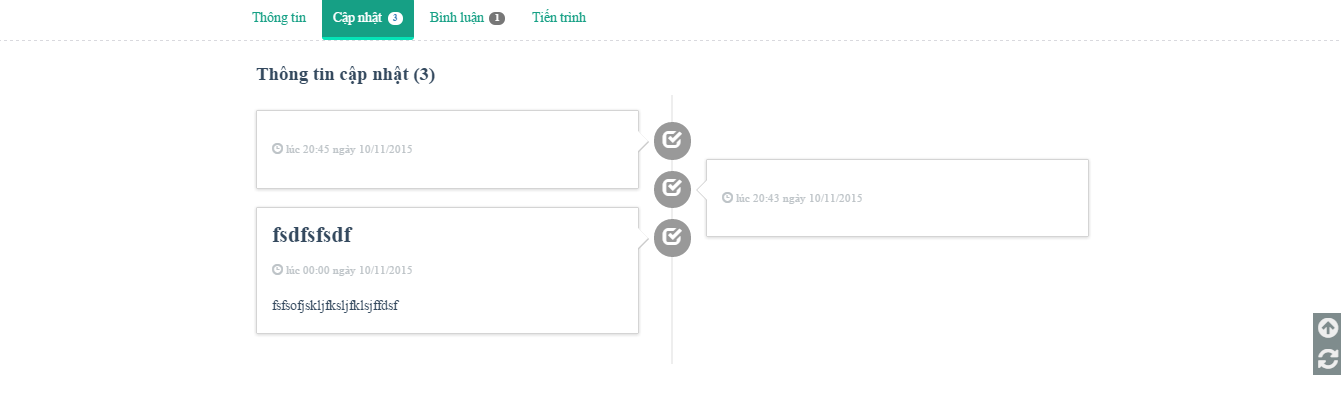 Thông tin
Cập nhật 3
Bình luận 1
Tiến trình
Thông tin cập nhật (3)
lúc 20:45 ngày 10/11/2015
lúc 20:43 ngày 10/11/2015
fsdfsfsdf
lúc 00:00 ngày 10/11/2015
fsfsofjskljfksljfklsjffdsf